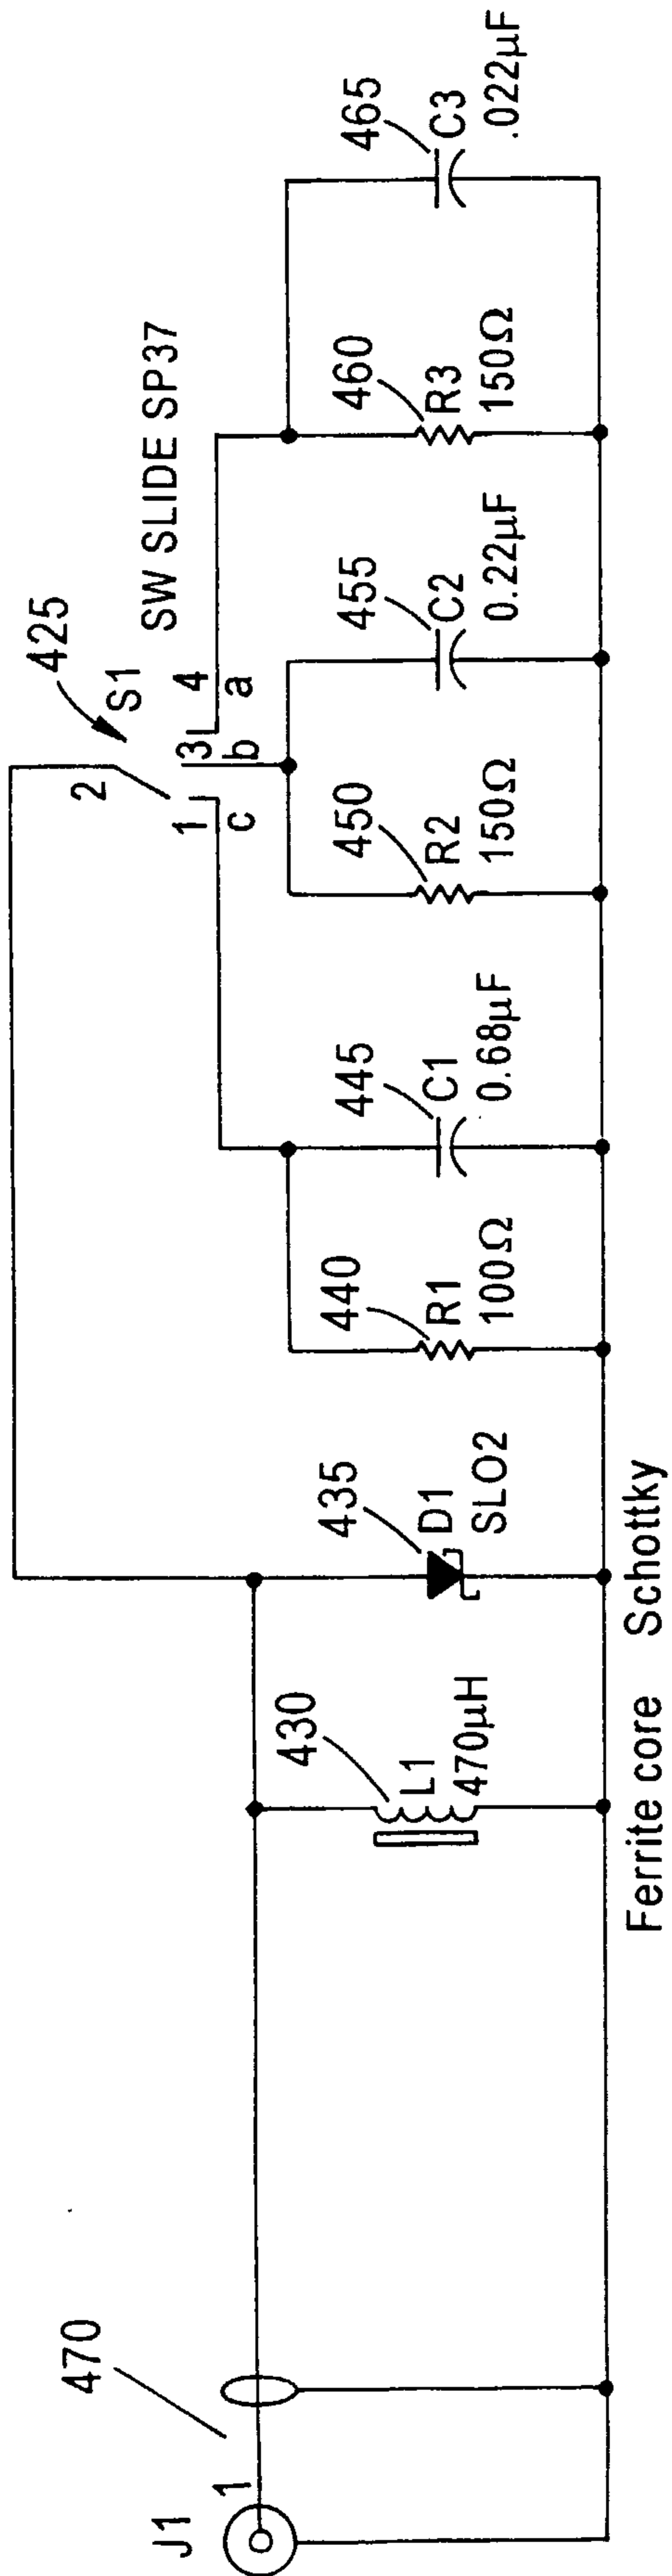 J1
1
470
430
L1
470μH
Ferrite core
435
D1
SLO2
Schottky
440
R1
100Ω
445
C1
0.68μF
425
S1
SW SLIDE SP37
2
1
c
3
b
4
a
450
R2
150Ω
455
C2
0.22μF
460
R3
150Ω
465
C3
.022μF